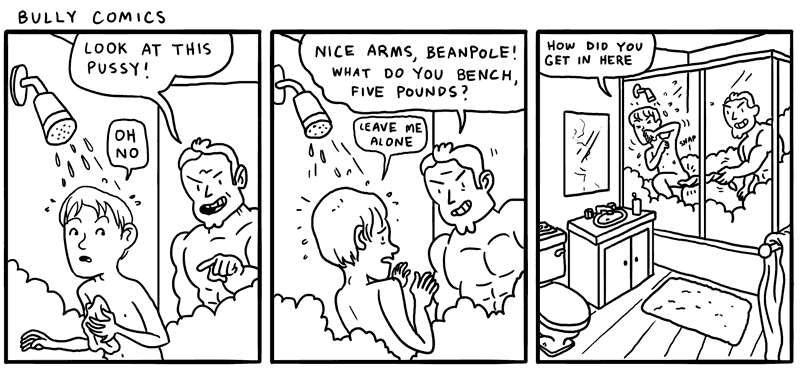 BULLY COMICS
LOOK AT THIS
PUSSY!
OH
NO
NICE ARMS, BEANPOLE!
WHAT DO YOU BENCH,
FIVE POUNDS?
LEAVE ME
ALONE
HOW DID YOU
GET IN HERE
SNAP